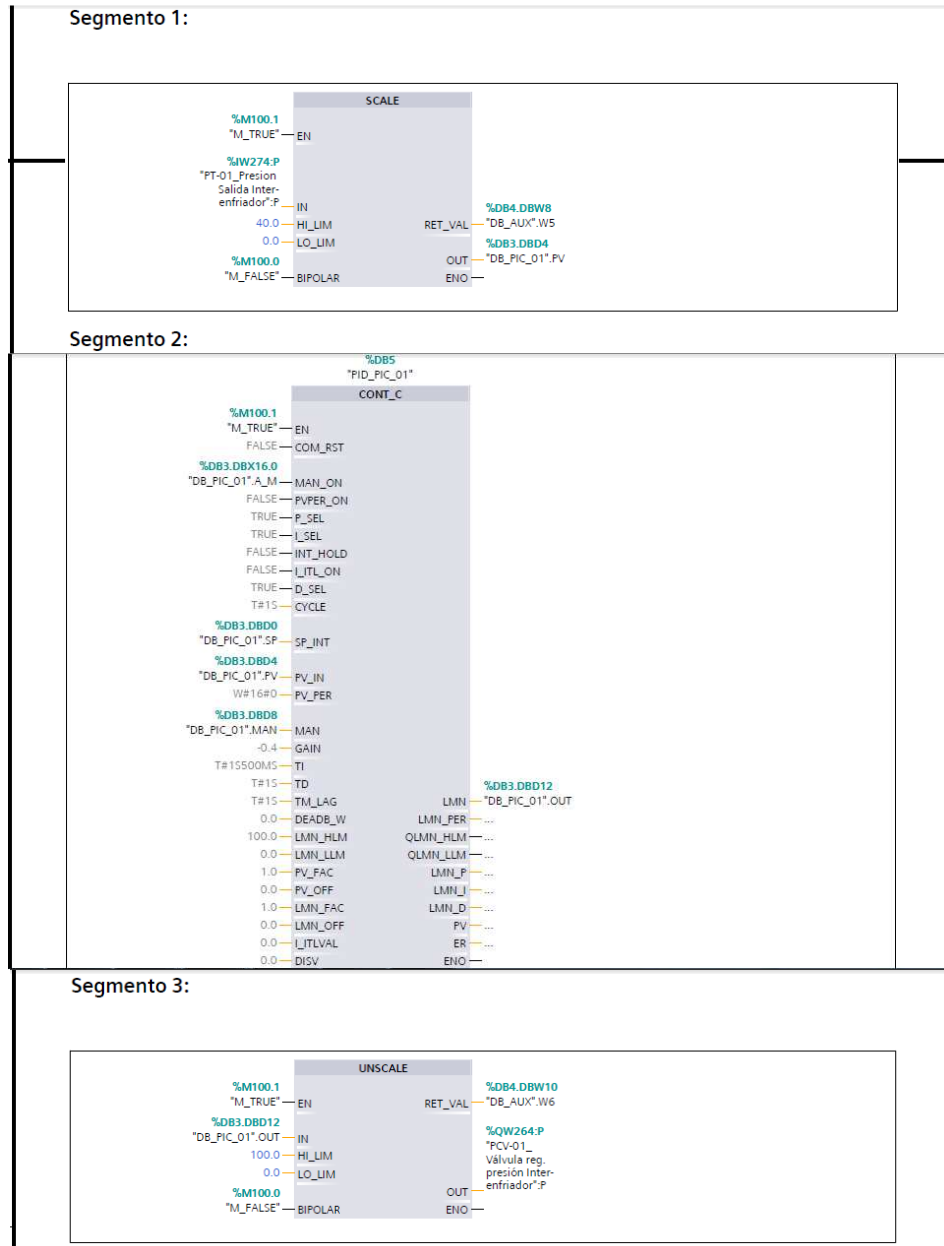 Segmento 1:
SCALE
%M100.1
"M_TRUE" EN
%IW274:P
"PT-01_Presion
Salida Inter-
enfriador":P
IN
%DB4.DBW8
40.0 HI_LIM RET_VAL "DB_AUX".W5
0.0 LO_LIM
%DB3.DBD4
%M100.0
OUT "DB_PIC_01".PV
"M_FALSE" BIPOLAR ENO
Segmento 2:
%DB5
"PID_PIC_01"
CONT_C
%M100.1
"M_TRUE" EN
FALSE COM_RST
%DB3.DBX16.0
"DB_PIC_01".A_M MAN_ON
FALSE PVPER_ON
TRUE P_SEL
TRUE I_SEL
FALSE INT_HOLD
FALSE I_ITL_ON
TRUE D_SEL
T#1S CYCLE
%DB3.DBD0
"DB_PIC_01".SP SP_INT
%DB3.DBD4
"DB_PIC_01".PV PV_IN
W#16#0 PV_PER
%DB3.DBD8
"DB_PIC_01".MAN MAN
-0.4 GAIN
T#1S500MS TI
T#1S TD
%DB3.DBD12
T#1S TM_LAG LMN "DB_PIC_01".OUT
0.0 DEADB_W LMN_PER ...
100.0 LMN_HLM QLMN_HLM ...
0.0 LMN_LLM QLMN_LLM ...
1.0 PV_FAC LMN_P ...
0.0 PV_OFF LMN_I ...
1.0 LMN_FAC LMN_D ...
0.0 LMN_OFF PV ...
0.0 I_ITLVAL ER ...
0.0 DISV ENO
Segmento 3:
UNSCALE
%M100.1
%DB4.DBW10
"M_TRUE" EN RET_VAL "DB_AUX".W6
%DB3.DBD12
"DB_PIC_01".OUT IN
100.0 HI_LIM
0.0 LO_LIM
%QW264:P
"PCV-01_
Válvula reg.
presión Inter-
enfriador":P
%M100.0
OUT
"M_FALSE" BIPOLAR ENO